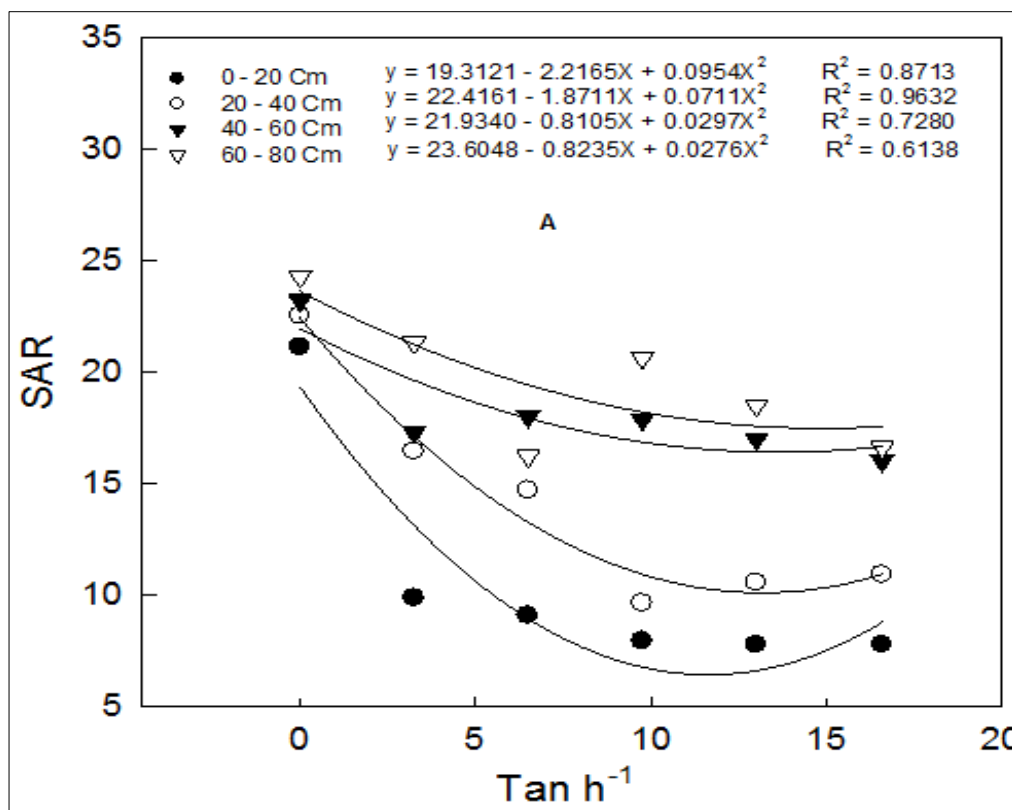 35
30
25
20
15
10
5
SAR
0 - 20 Cm y = 19.3121 - 2.2165X + 0.0954X² R² = 0.8713
20 - 40 Cm y = 22.4161 - 1.8711X + 0.0711X² R² = 0.9632
40 - 60 Cm y = 21.9340 - 0.8105X + 0.0297X² R² = 0.7280
60 - 80 Cm y = 23.6048 - 0.8235X + 0.0276X² R² = 0.6138
A
0 5 10 15 20
Tan h⁻¹